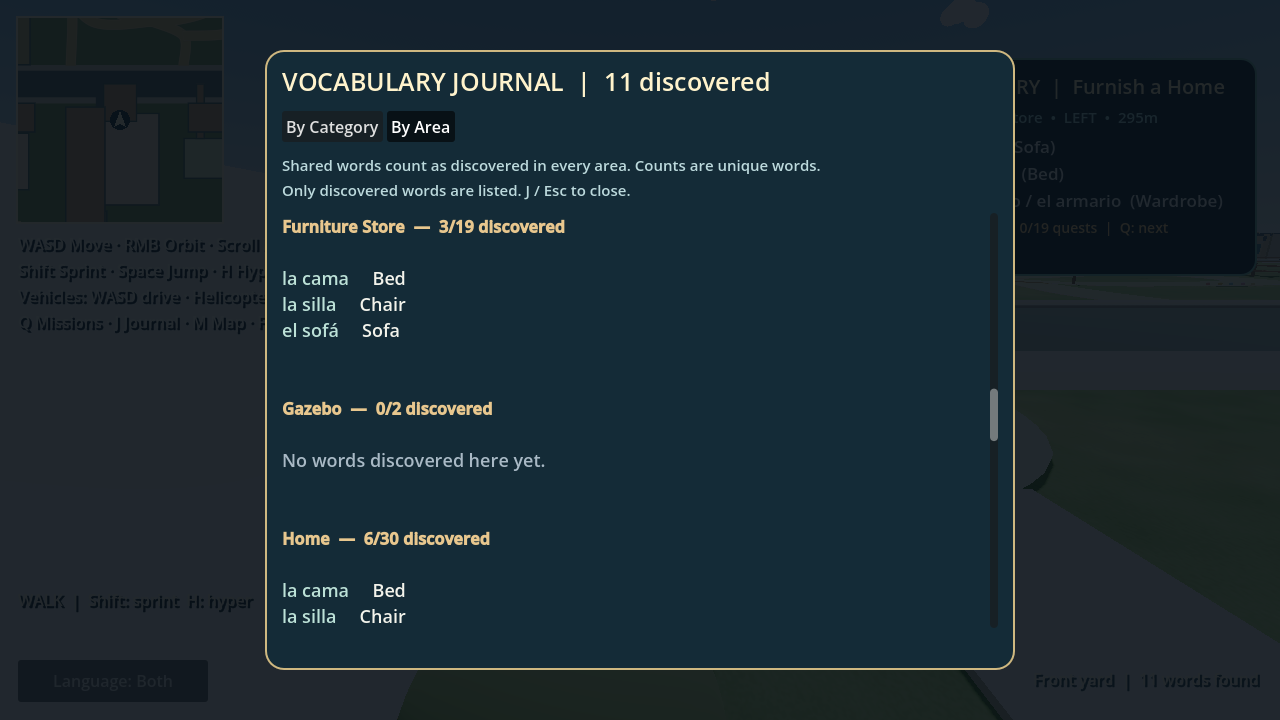 VOCABULARY JOURNAL | 11 discovered
By Category By Area
Shared words count as discovered in every area. Counts are unique words.
Only discovered words are listed. J / Esc to close.
Furniture Store — 3/19 discovered
la cama Bed
la silla Chair
el sofá Sofa
Gazebo — 0/2 discovered
No words discovered here yet.
Home — 6/30 discovered
la cama Bed
la silla Chair
RY | Furnish a Home
ore • LEFT • 295m
Sofa)
(Bed)
/ el armario (Wardrobe)
0/19 quests | Q: next
WASD Move · RMB Orbit · Scroll
Shift Sprint · Space Jump · H Hyp
Vehicles: WASD drive · Helicopte
Q Missions · J Journal · M Map ·
WALK | Shift: sprint H: hyper
Language: Both
Front yard | 11 words found